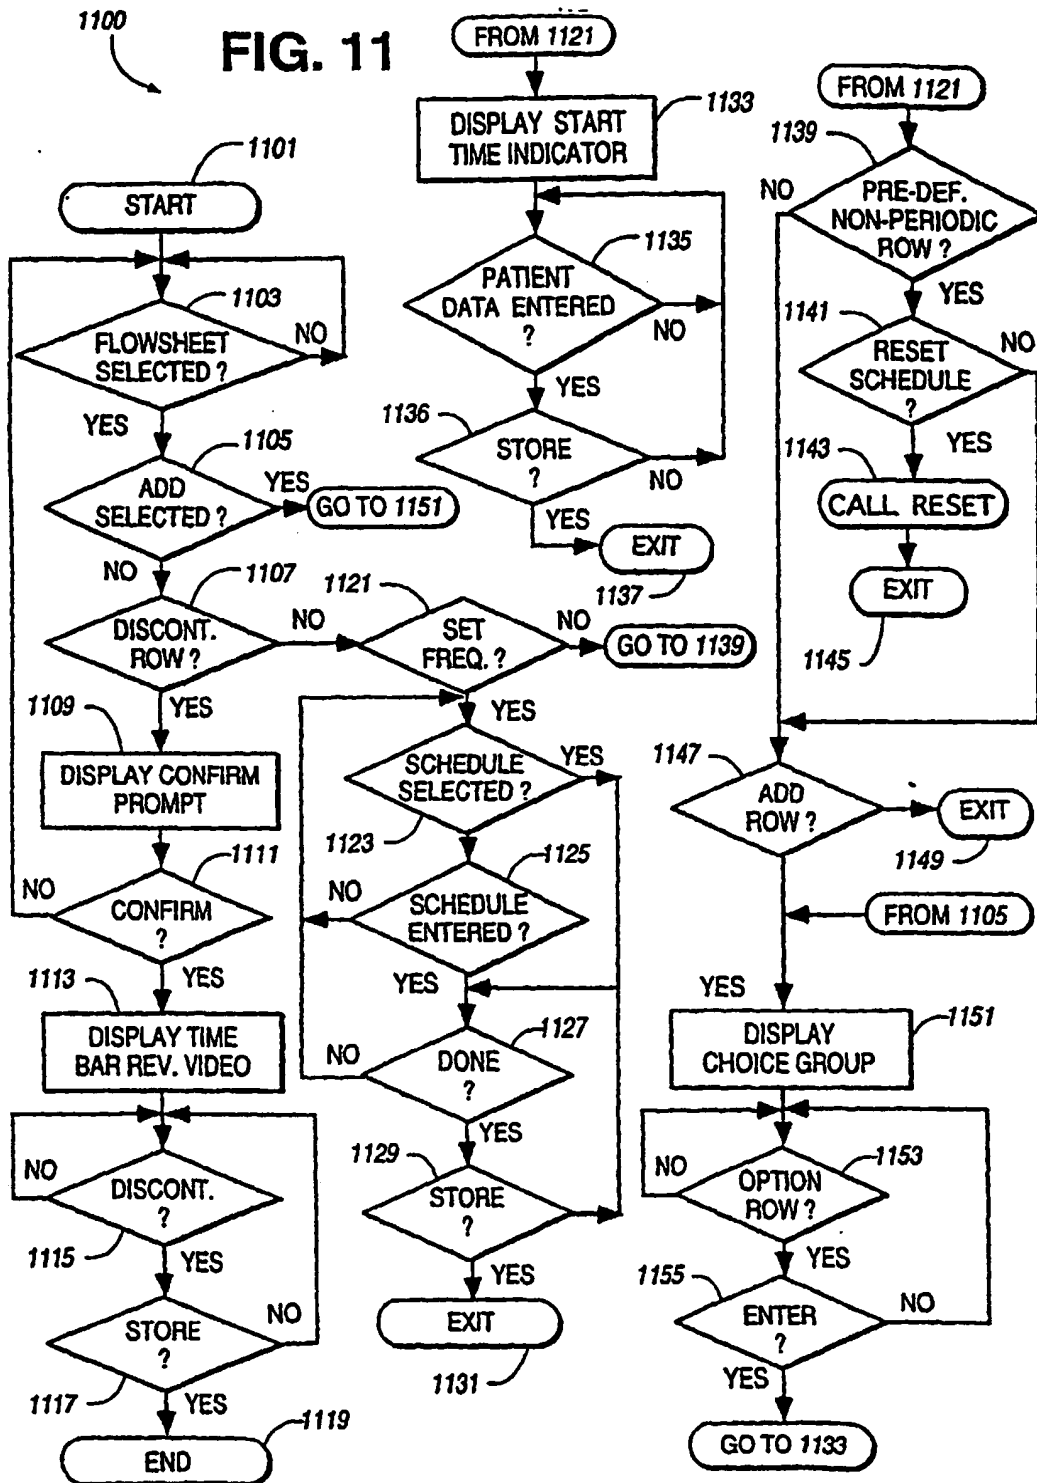 1100
FIG. 11
1101
START
1103
FLOWSHEET
SELECTED ?
NO
YES
1105
ADD
SELECTED ?
YES
GO TO 1151
NO
1107
DISCONT.
ROW ?
NO
YES
1109
DISPLAY CONFIRM
PROMPT
1111
NO
CONFIRM
?
YES
1113
DISPLAY TIME
BAR REV. VIDEO
NO
DISCONT.
?
1115
YES
STORE
?
NO
1117
YES
1119
END
FROM 1121
1133
DISPLAY START
TIME INDICATOR
1135
PATIENT
DATA ENTERED
?
NO
YES
1136
STORE
?
NO
YES
EXIT
1137
1121
SET
FREQ. ?
NO
GO TO 1139
YES
SCHEDULE
SELECTED ?
YES
1123
1125
NO
SCHEDULE
ENTERED ?
YES
1127
NO
DONE
?
YES
1129
STORE
?
YES
EXIT
1131
FROM 1121
1139
NO
PRE-DEF.
NON-PERIODIC
ROW ?
YES
1141
NO
RESET
SCHEDULE
?
YES
1143
CALL RESET
EXIT
1145
1147
ADD
ROW ?
EXIT
1149
FROM 1105
YES
1151
DISPLAY
CHOICE GROUP
1153
NO
OPTION
ROW ?
YES
1155
ENTER
?
NO
YES
GO TO 1133